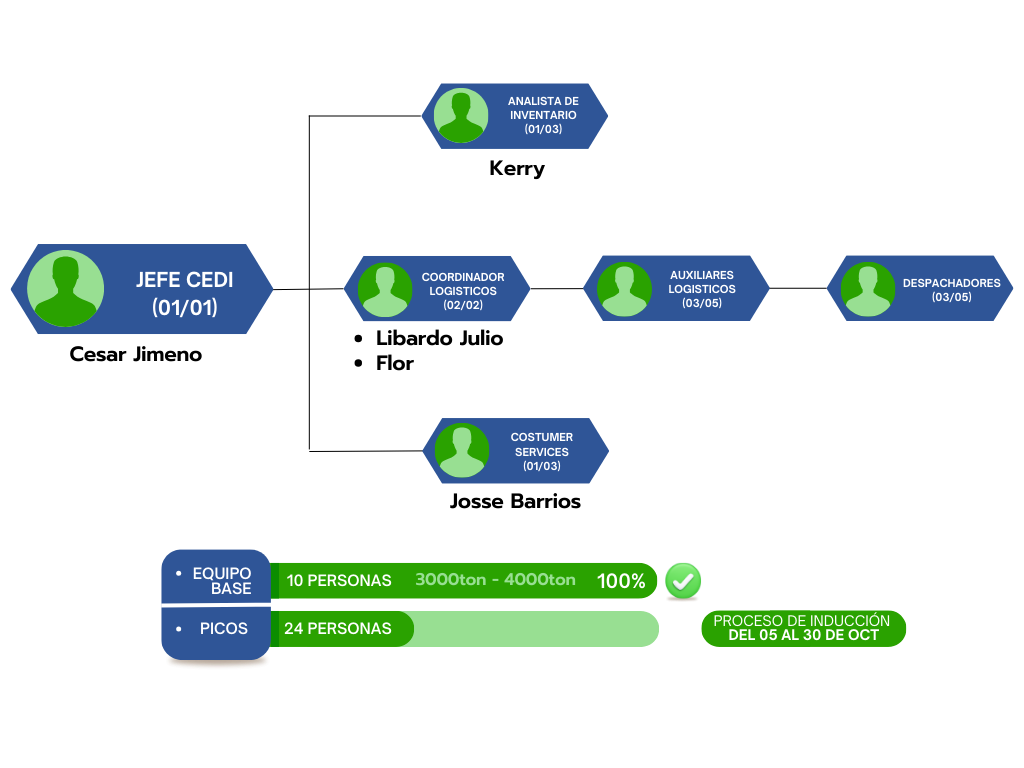 ANALISTA DE
INVENTARIO
(01/03)
Kerry
JEFE CEDI
(01/01)
Cesar Jimeno
COORDINADOR
LOGISTICOS
(02/02)
• Libardo Julio
• Flor
AUXILIARES
LOGISTICOS
(03/05)
DESPACHADORES
(03/05)
COSTUMER
SERVICES
(01/03)
Josse Barrios
• EQUIPO
BASE
10 PERSONAS 3000ton - 4000ton 100%
• PICOS
24 PERSONAS
PROCESO DE INDUCCIÓN
DEL 05 AL 30 DE OCT